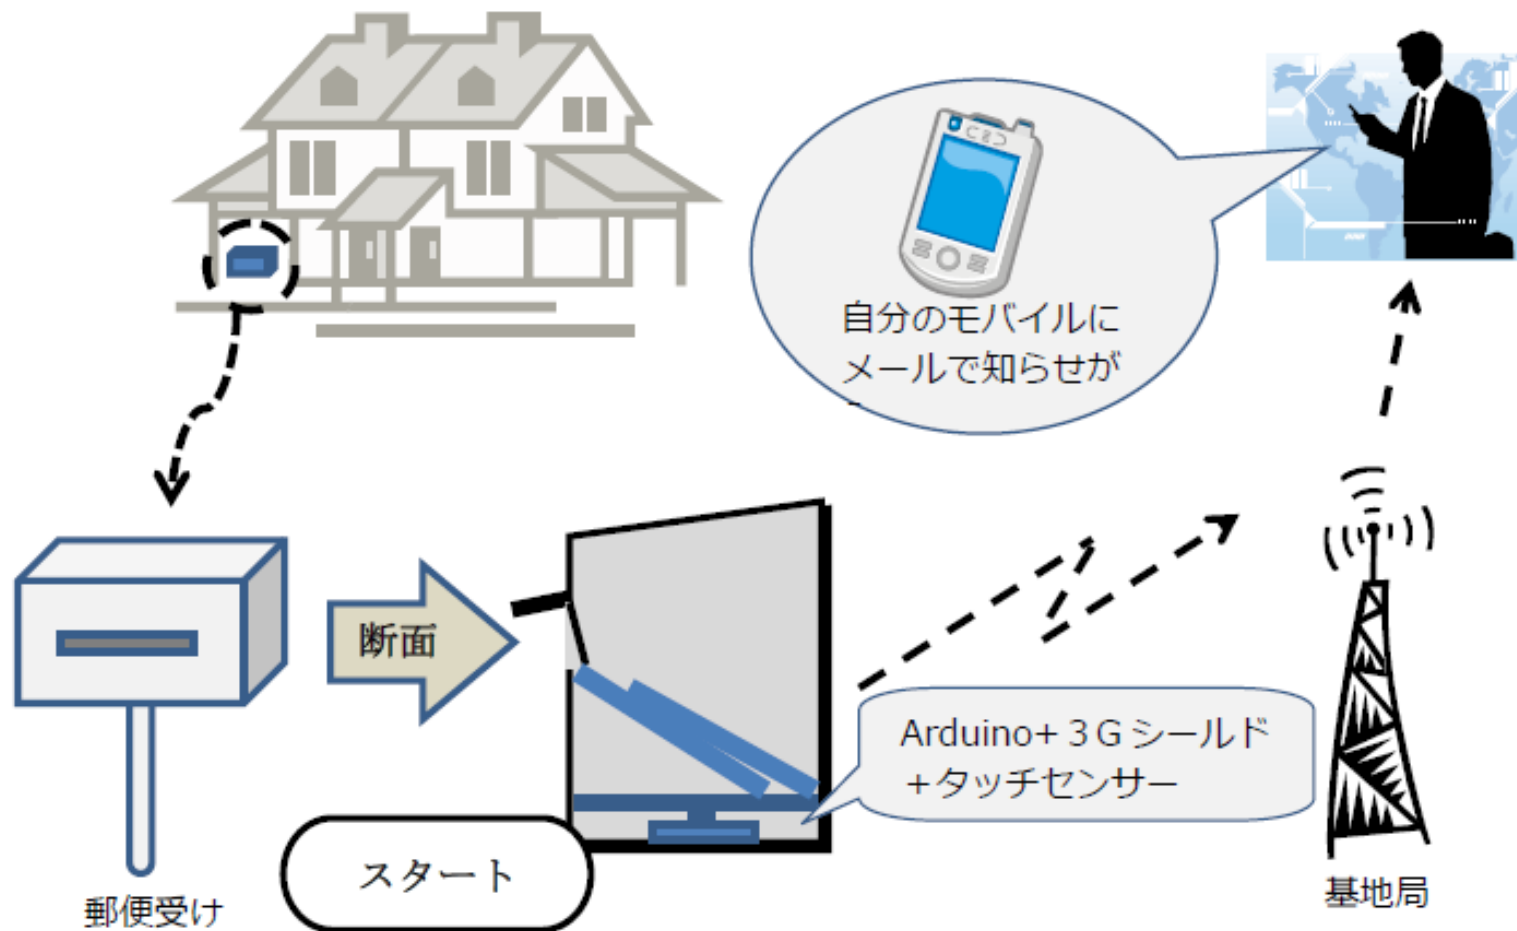 自分のモバイルに
メールで知らせが
断面
Arduino+３Gシールド
＋タッチセンサー
スタート
郵便受け
基地局